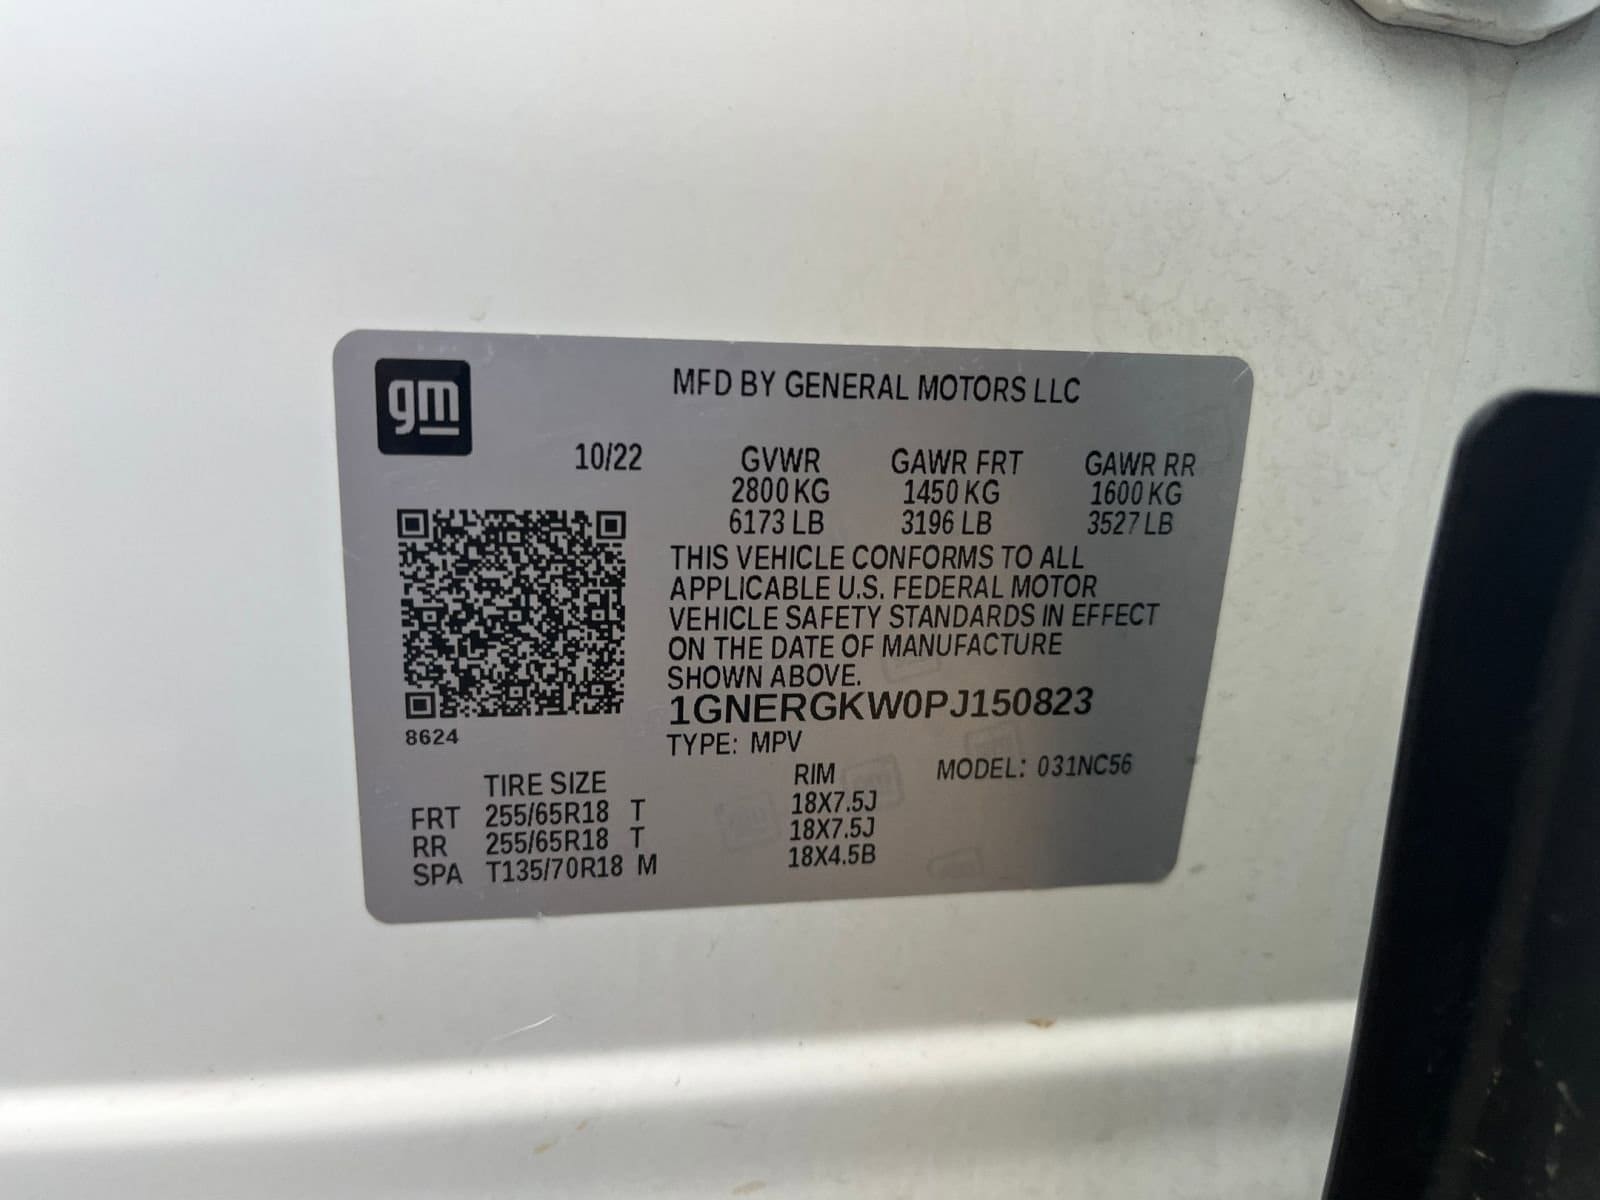 gm
MFD BY GENERAL MOTORS LLC
10/22 GVWR GAWR FRT GAWR RR
2800 KG 1450 KG 1600 KG
6173 LB 3196 LB 3527 LB
THIS VEHICLE CONFORMS TO ALL
APPLICABLE U.S. FEDERAL MOTOR
VEHICLE SAFETY STANDARDS IN EFFECT
ON THE DATE OF MANUFACTURE
SHOWN ABOVE.
1GNERGKW0PJ150823
8624
TYPE: MPV
TIRE SIZE RIM MODEL: 031NC56
FRT 255/65R18 T 18X7.5J
RR 255/65R18 T 18X7.5J
SPA T135/70R18 M 18X4.5B